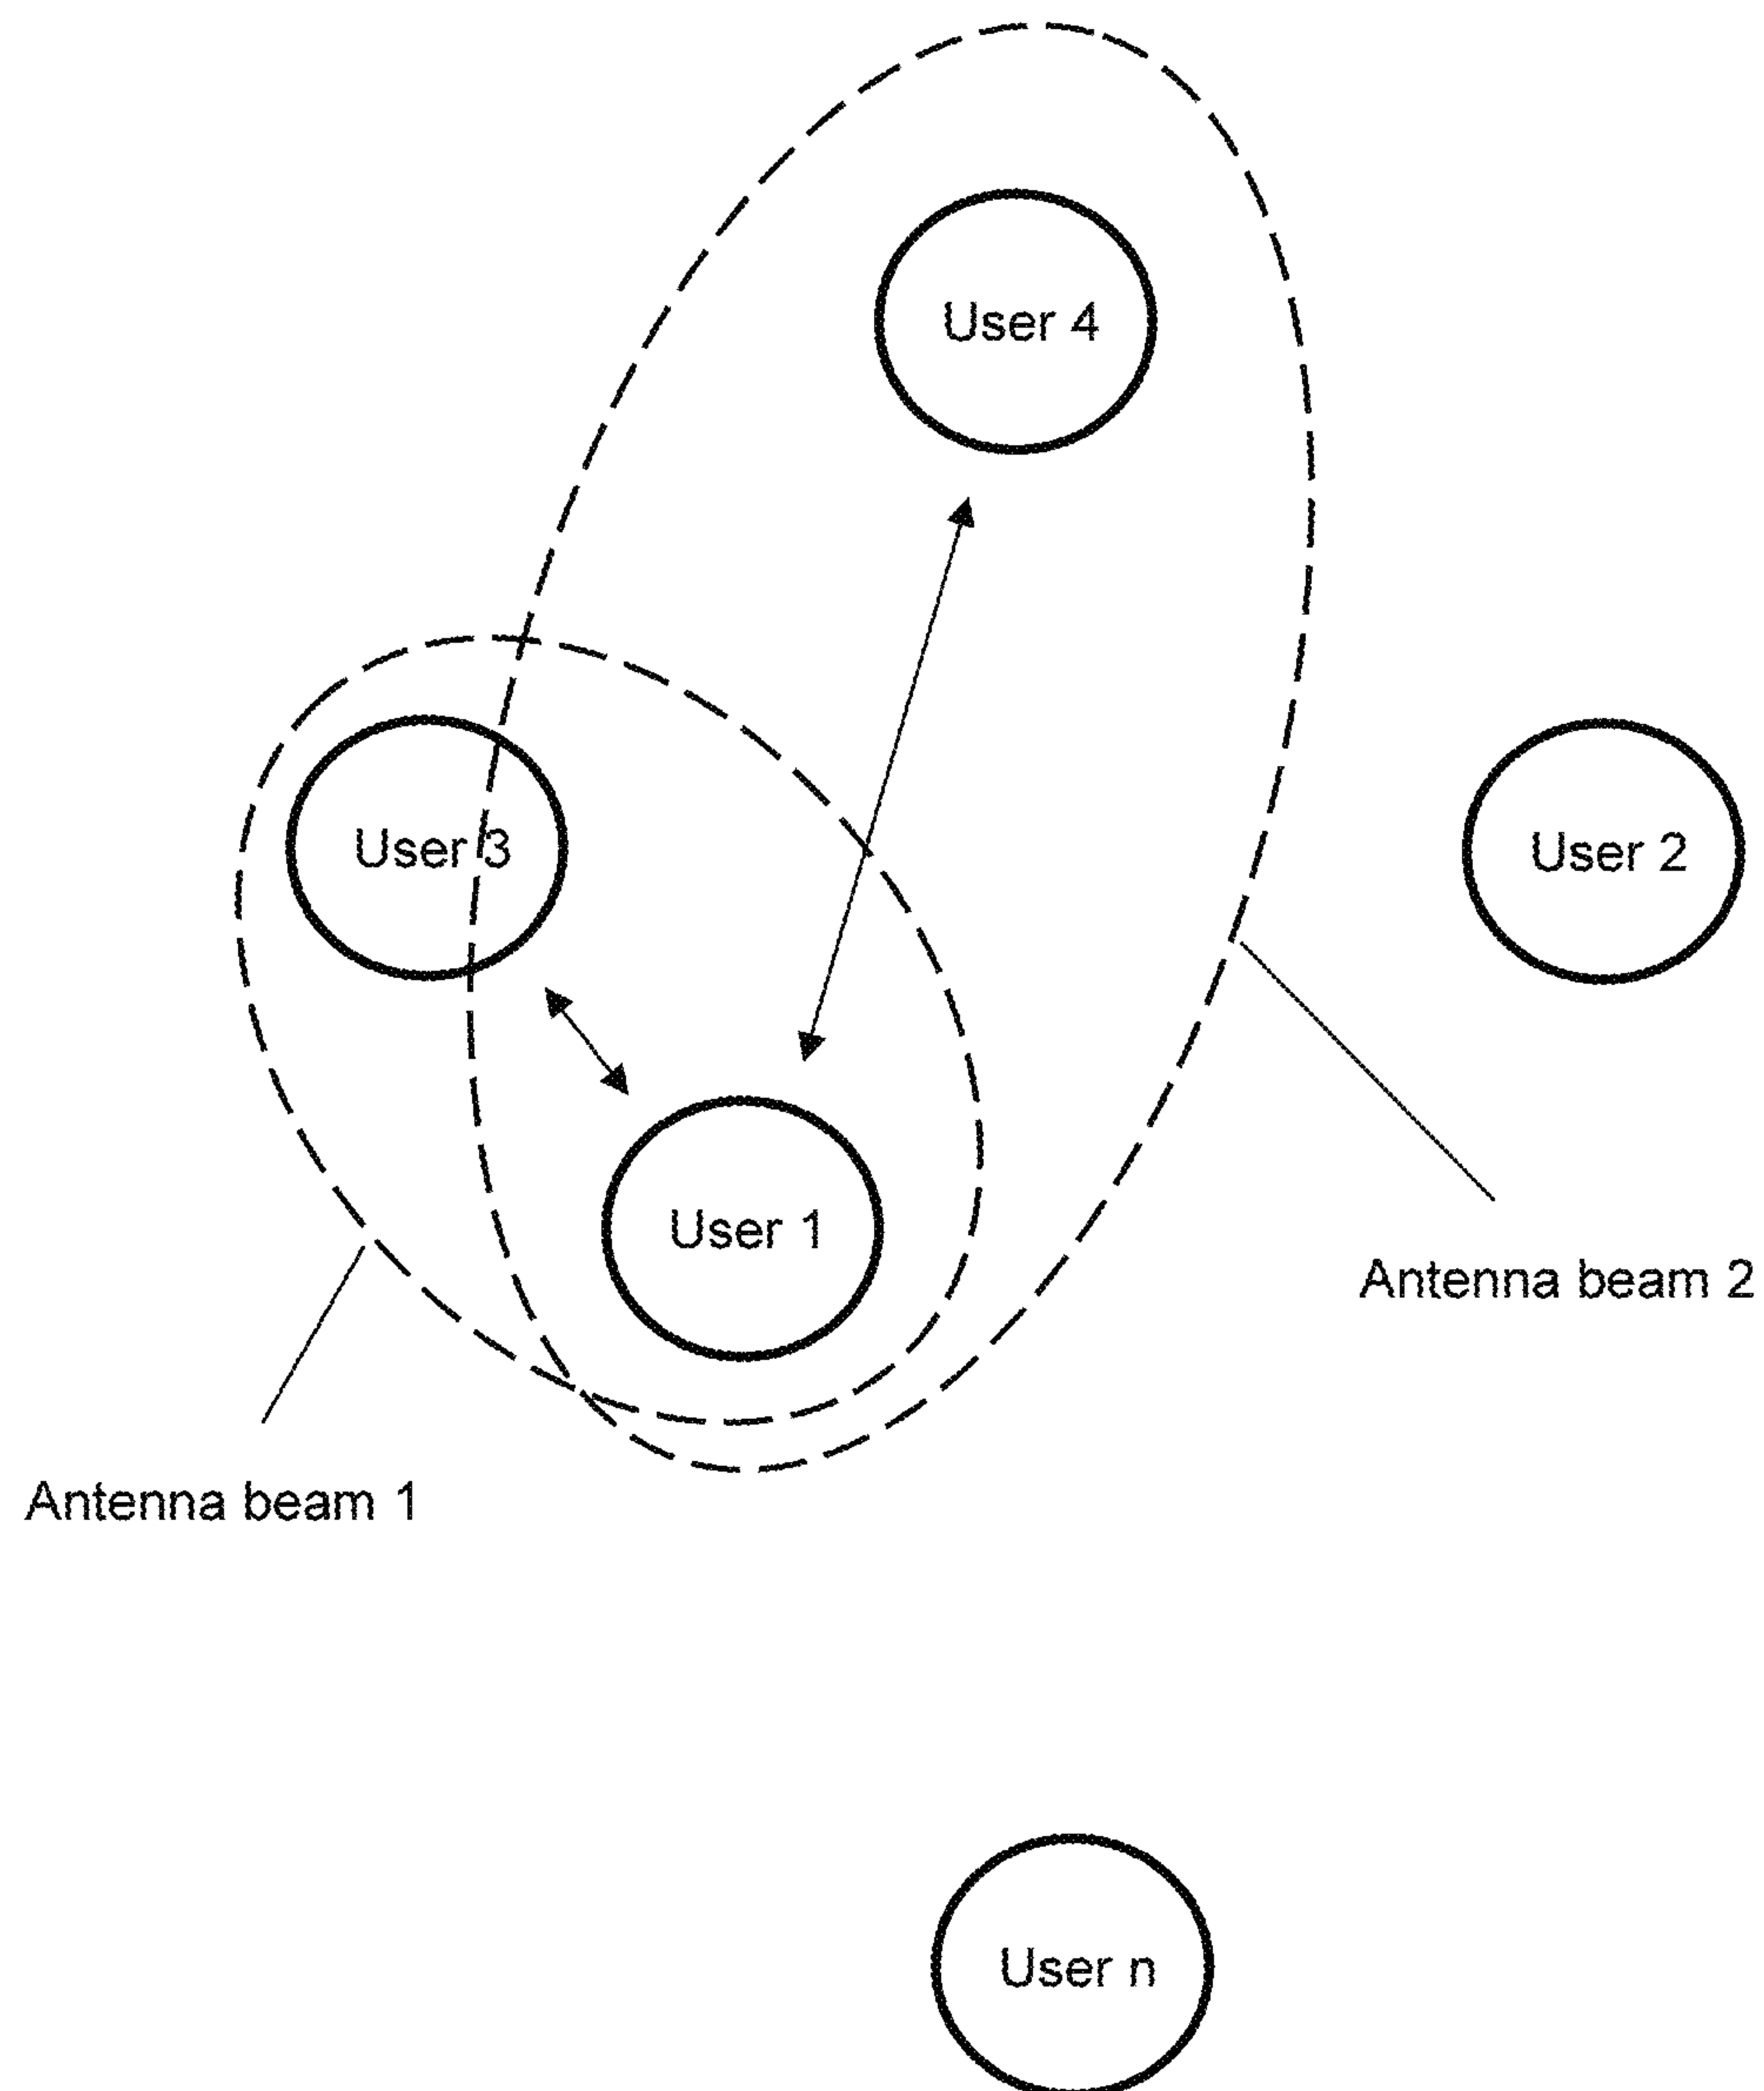 User 4
User 3
User 2
User 1
Antenna beam 2
Antenna beam 1
User n